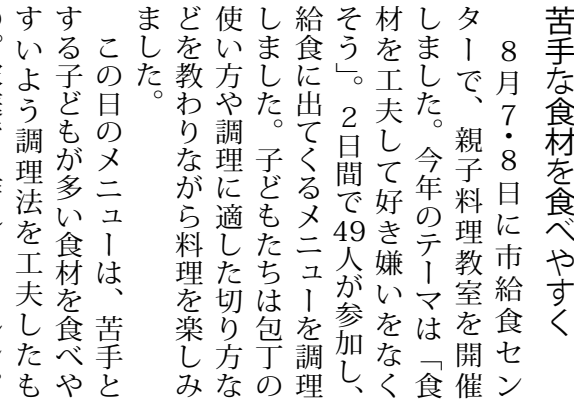 苦手な食材を食べやすく
　8月7・8日に市給食セン
ターで、親子料理教室を開催
しました。今年のテーマは「食
材を工夫して好き嫌いをなく
そう」。2日間で49人が参加し、
給食に出てくるメニューを調理
しました。子どもたちは包丁の
使い方や調理に適した切り方な
どを教わりながら料理を楽しみ
ました。
　この日のメニューは、苦手と
する子どもが多い食材を食べや
すいよう調理法を工夫したも